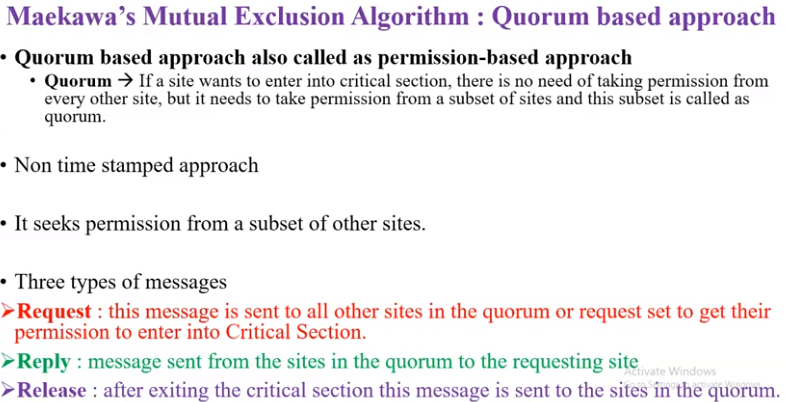 Maekawa's Mutual Exclusion Algorithm : Quorum based approach
• Quorum based approach also called as permission-based approach
• Quorum → If a site wants to enter into critical section, there is no need of taking permission from
every other site, but it needs to take permission from a subset of sites and this subset is called as
quorum.
• Non time stamped approach
• It seeks permission from a subset of other sites.
• Three types of messages
➢Request : this message is sent to all other sites in the quorum or request set to get their
permission to enter into Critical Section.
➢Reply : message sent from the sites in the quorum to the requesting site
Activate Windows
Go to Settings to activate Windows.
➢Release : after exiting the critical section this message is sent to the sites in the quorum.